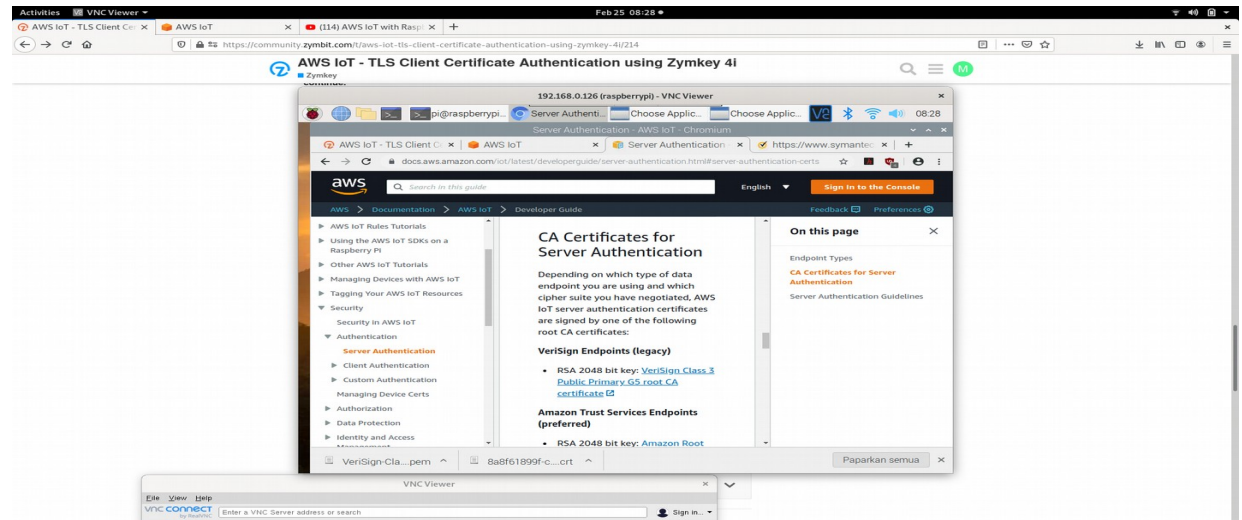 Activities VNC Viewer Feb 25 08:28
AWS IoT - TLS Client Cer × AWS IoT × (114) AWS IoT with Raspb × +
https://community.zymbit.com/t/aws-iot-tls-client-certificate-authentication-using-zymkey-4i/214
AWS IoT - TLS Client Certificate Authentication using Zymkey 4i
Zymkey
M
continue.
192.168.0.126 (raspberrypi) - VNC Viewer ×
pi@raspberrypi... Server Authenti... Choose Applic... Choose Applic... V2 08:28
Server Authentication - AWS IoT - Chromium
AWS IoT - TLS Client C × AWS IoT × Server Authentication × https://www.symantec × +
docs.aws.amazon.com/iot/latest/developerguide/server-authentication.html#server-authentication-certs
aws Search in this guide English Sign In to the Console
AWS > Documentation > AWS IoT > Developer Guide Feedback Preferences
AWS IoT Rules Tutorials
Using the AWS IoT SDKs on a
Raspberry Pi
Other AWS IoT Tutorials
Managing Devices with AWS IoT
Tagging Your AWS IoT Resources
Security
Security in AWS IoT
Authentication
Server Authentication
Client Authentication
Custom Authentication
Managing Device Certs
Authorization
Data Protection
Identity and Access
Management
CA Certificates for
Server Authentication
Depending on which type of data
endpoint you are using and which
cipher suite you have negotiated, AWS
IoT server authentication certificates
are signed by one of the following
root CA certificates:
VeriSign Endpoints (legacy)
• RSA 2048 bit key: VeriSign Class 3
Public Primary G5 root CA
certificate
Amazon Trust Services Endpoints
(preferred)
• RSA 2048 bit key: Amazon Root
On this page ×
Endpoint Types
CA Certificates for Server
Authentication
Server Authentication Guidelines
VeriSign-Cla....pem 8a8f61899f-c....crt Paparkan semua ×
VNC Viewer ×
File View Help
VNC CONNECT
by RealVNC
Enter a VNC Server address or search Sign in...